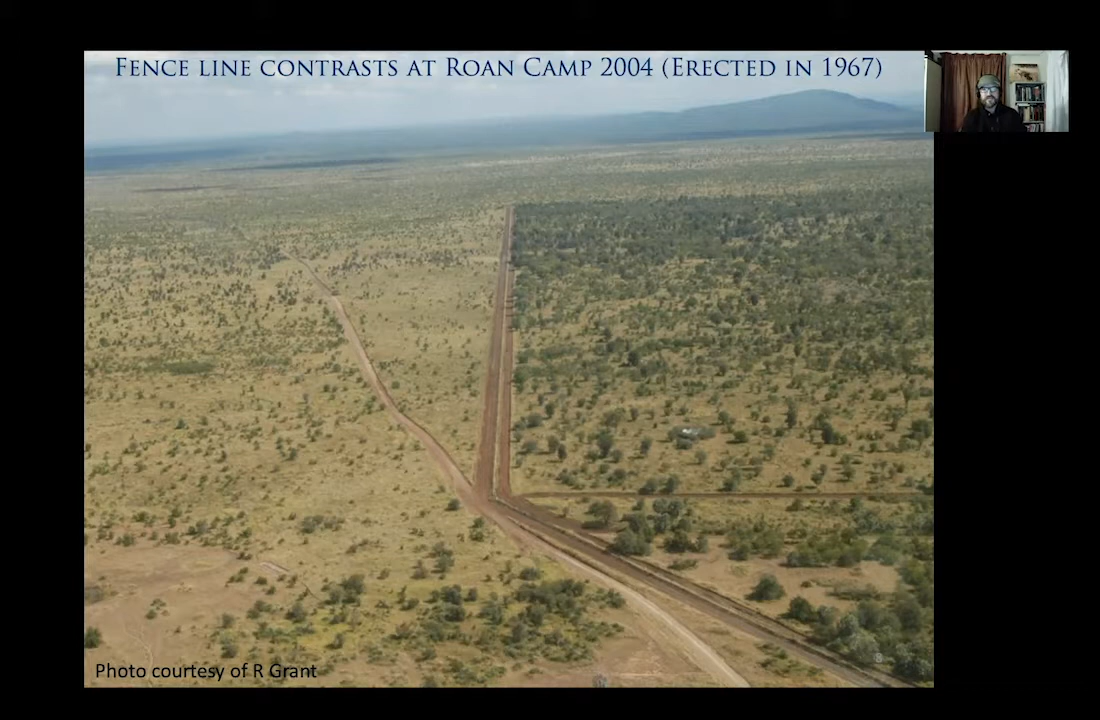 Fence line contrasts at Roan Camp 2004 (Erected in 1967)
Photo courtesy of R Grant